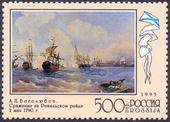 1995
А.П.Боголюбов.
Сражение на Ревельском рейде
2 мая 1790 г.
500 РОССИЯ
ROSSIJA